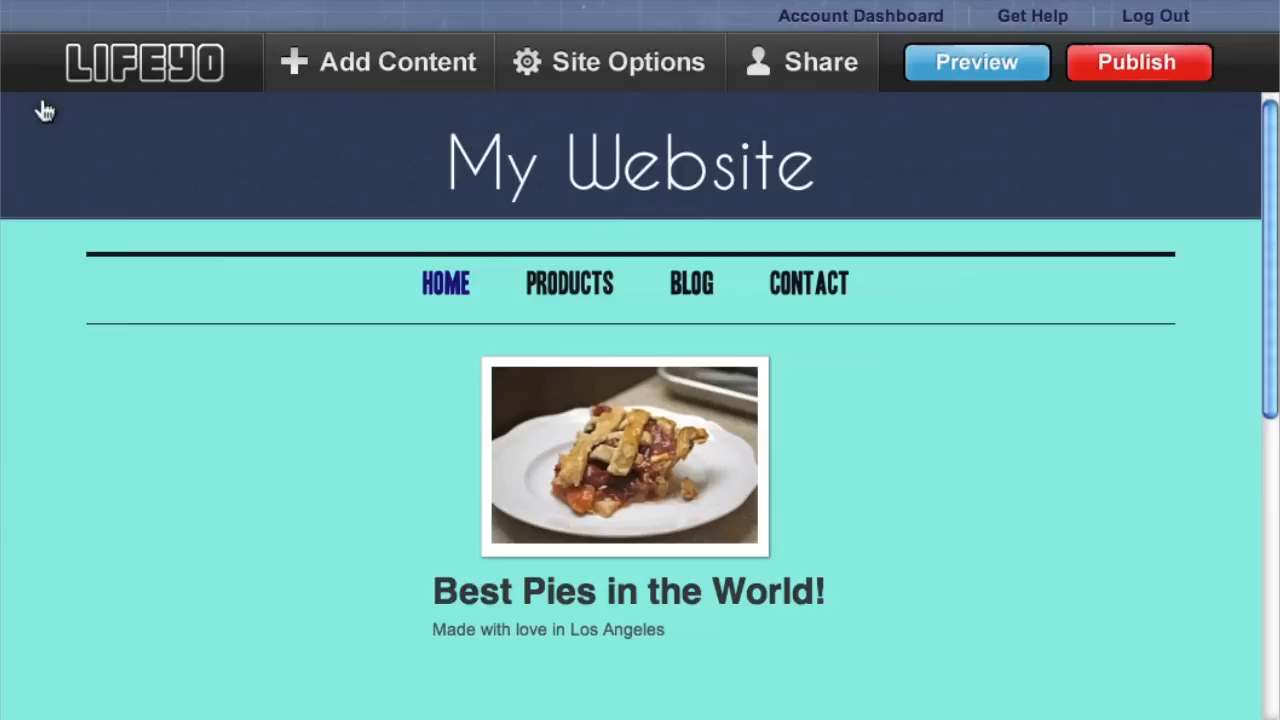 Account Dashboard Get Help Log Out
LIFEYO Add Content Site Options Share Preview Publish
My Website
HOME PRODUCTS BLOG CONTACT
Best Pies in the World!
Made with love in Los Angeles